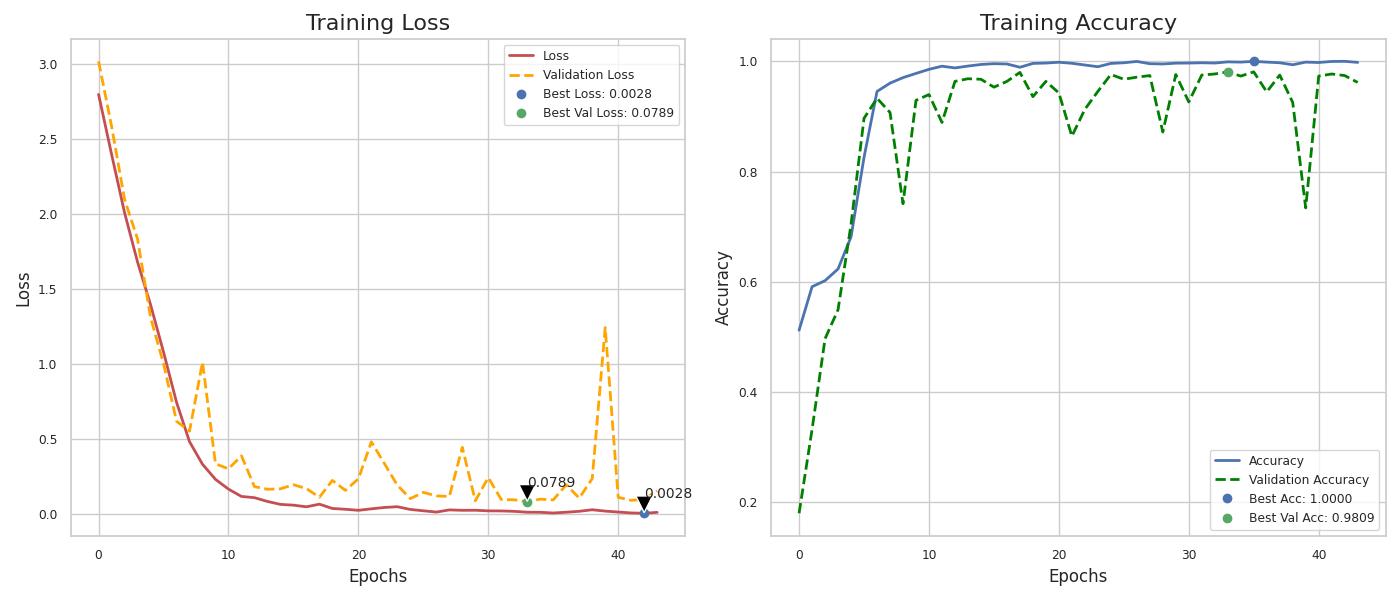 Training Loss
Loss
Validation Loss
Best Loss: 0.0028
Best Val Loss: 0.0789
3.0
2.5
2.0
1.5
1.0
0.5
0.0
Loss
0.0789
0.0028
0
10
20
30
40
Epochs
Training Accuracy
1.0
0.8
0.6
0.4
0.2
Accuracy
Accuracy
Validation Accuracy
Best Acc: 1.0000
Best Val Acc: 0.9809
0
10
20
30
40
Epochs